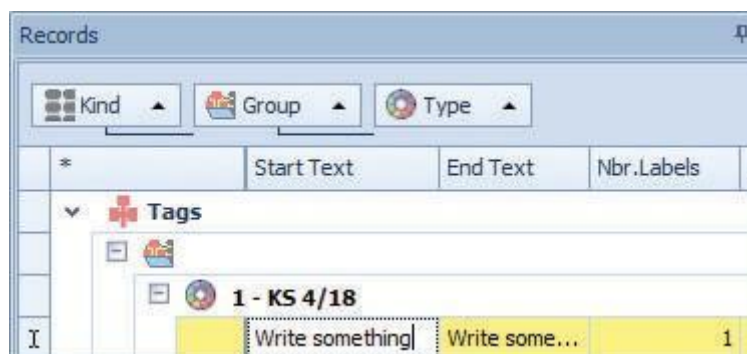 Records
Kind Group Type
* Start Text End Text Nbr.Labels
Tags
1 - KS 4/18
Write something Write some... 1